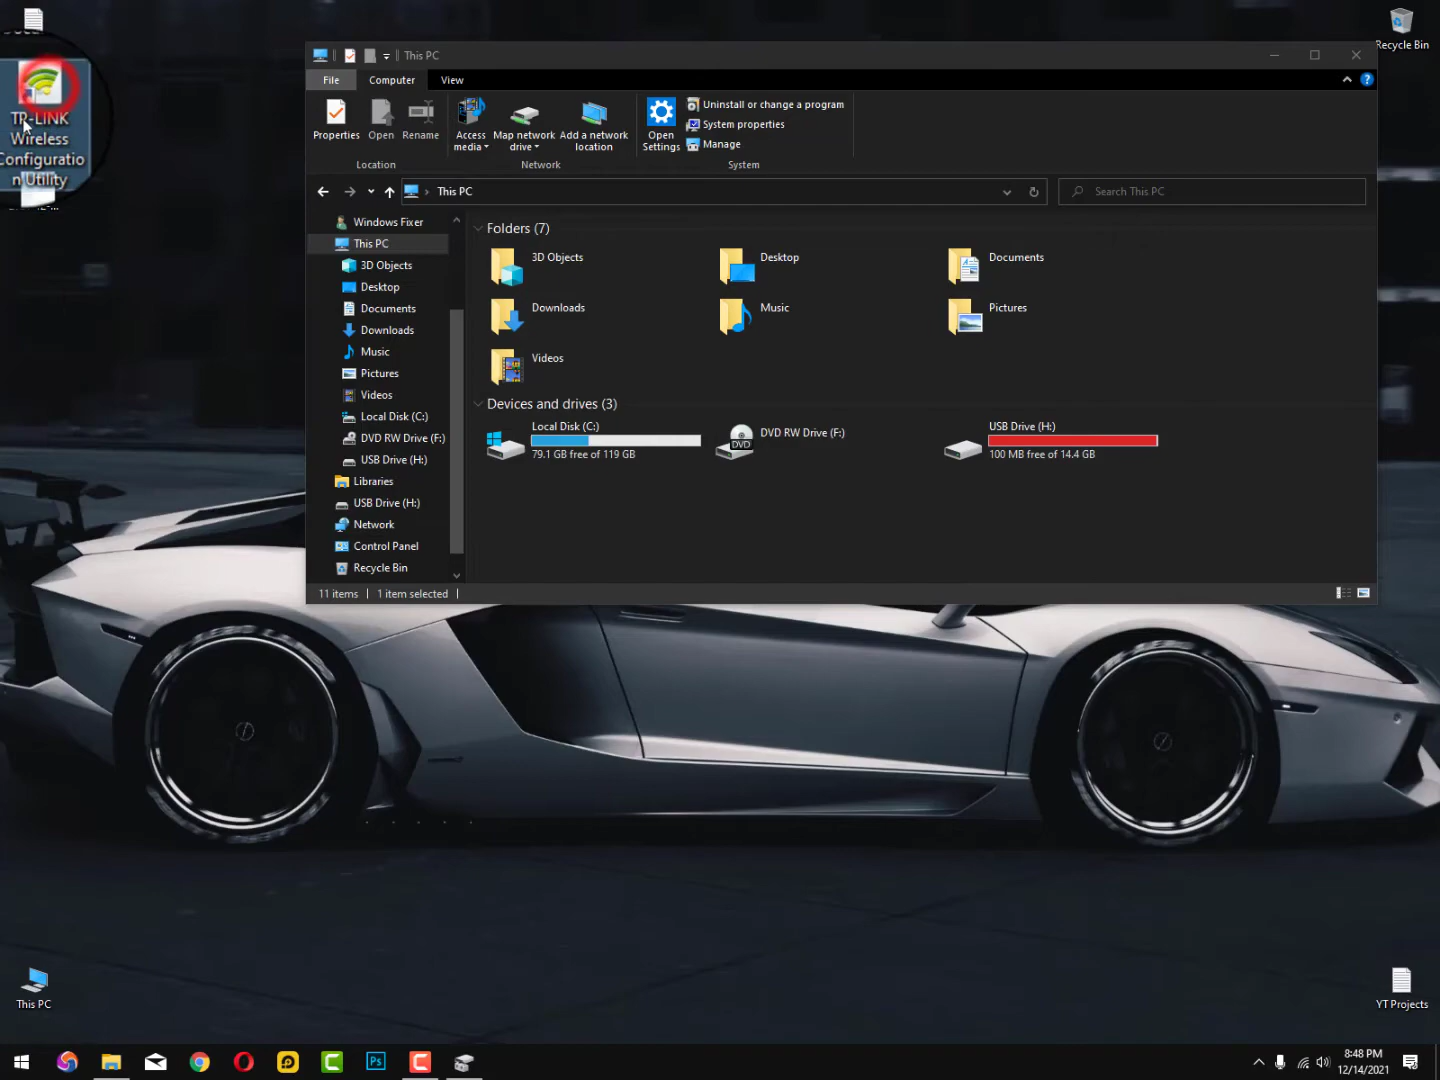 This PC
File
Computer
View
Properties
Open
Rename
Access media
Map network drive
Add a network location
Open Settings
Uninstall or change a program
System properties
Manage
Location
Network
System
This PC
Search This PC
TP-LINK
Wireless
Configuratio
n Utility
Recycle Bin
Windows Fixer
This PC
3D Objects
Desktop
Documents
Downloads
Music
Pictures
Videos
Local Disk (C:)
DVD RW Drive (F:)
USB Drive (H:)
Libraries
USB Drive (H:)
Network
Control Panel
Recycle Bin
Folders (7)
3D Objects
Desktop
Documents
Downloads
Music
Pictures
Videos
Devices and drives (3)
Local Disk (C:)
79.1 GB free of 119 GB
DVD
DVD RW Drive (F:)
USB Drive (H:)
100 MB free of 14.4 GB
11 items
1 item selected
This PC
YT Projects
Ps
8:48 PM
12/14/2021